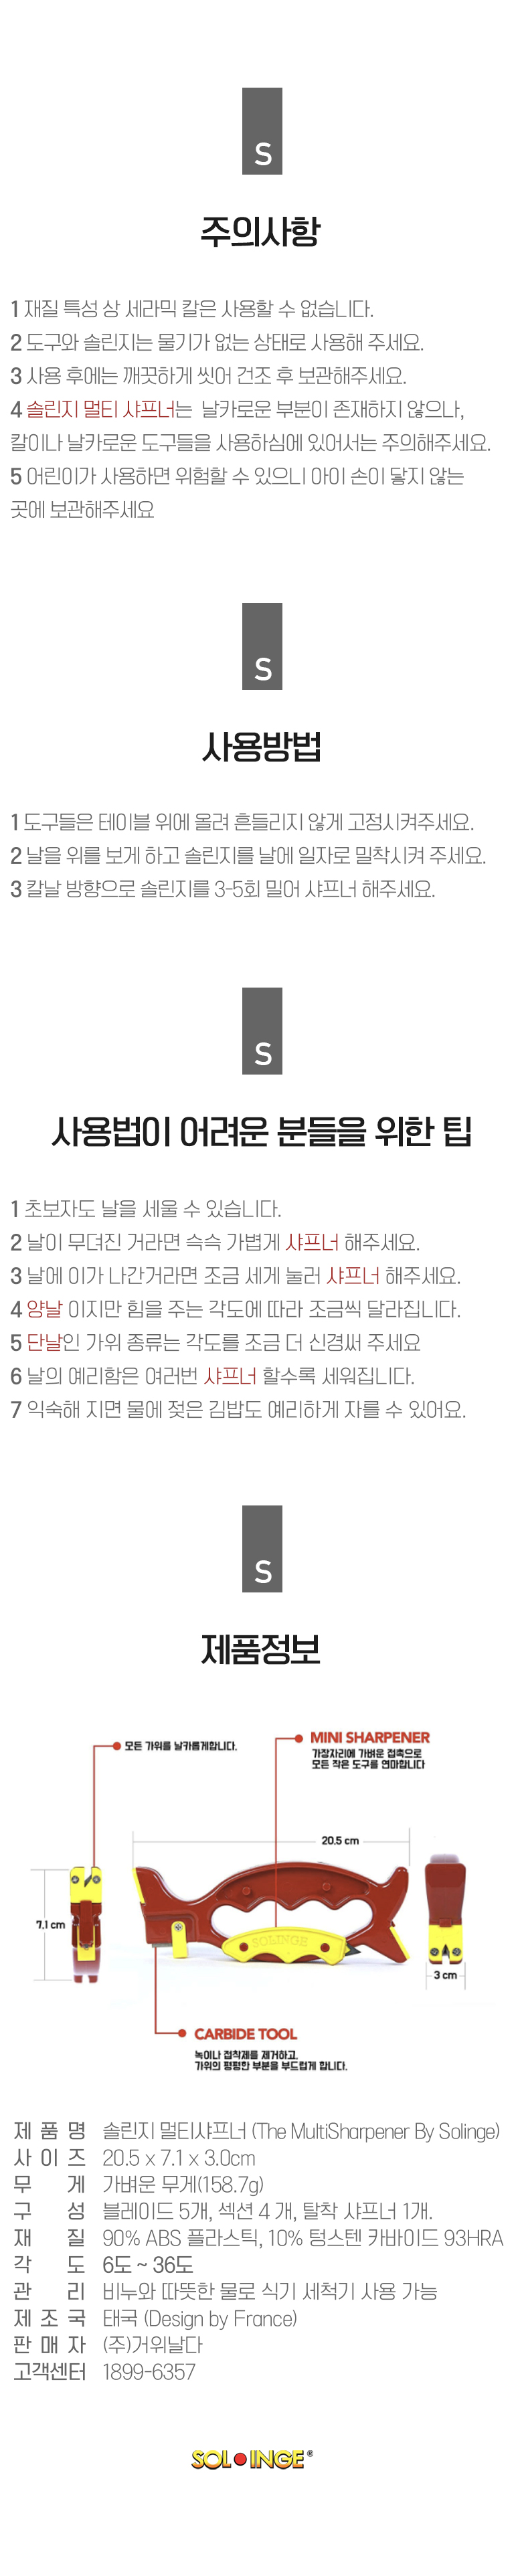 S
주의사항
1 재질 특성 상 세라믹 칼은 사용할 수 없습니다.
2 도구와 솔린지는 물기가 없는 상태로 사용해 주세요.
3 사용 후에는 깨끗하게 씻어 건조 후 보관해주세요.
4 솔린지 멀티 샤프너는 날카로운 부분이 존재하지 않으나,
칼이나 날카로운 도구들을 사용하심에 있어서는 주의해주세요.
5 어린이가 사용하면 위험할 수 있으니 아이 손이 닿지 않는
곳에 보관해주세요
S
사용방법
1 도구들은 테이블 위에 올려 흔들리지 않게 고정시켜주세요.
2 날을 위를 보게 하고 솔린지를 날에 일자로 밀착시켜 주세요.
3 칼날 방향으로 솔린지를 3-5회 밀어 샤프너 해주세요.
S
사용법이 어려운 분들을 위한 팁
1 초보자도 날을 세울 수 있습니다.
2 날이 무뎌진 거라면 슥슥 가볍게 샤프너 해주세요.
3 날에 이가 나간거라면 조금 세게 눌러 샤프너 해주세요.
4 양날 이지만 힘을 주는 각도에 따라 조금씩 달라집니다.
5 단날인 가위 종류는 각도를 조금 더 신경써 주세요
6 날의 예리함은 여러번 샤프너 할수록 세워집니다.
7 익숙해 지면 물에 젖은 김밥도 예리하게 자를 수 있어요.
S
제품정보
모든 가위를 날카롭게합니다.
MINI SHARPENER
가장자리에 가벼운 접촉으로
모든 작은 도구를 연마합니다
20.5 cm
7.1 cm
SOLINGE
3 cm
CARBIDE TOOL
녹이나 접착제를 제거하고,
가위의 평평한 부분을 부드럽게 합니다.
제 품 명 솔린지 멀티샤프너 (The MultiSharpener By Solinge)
사 이 즈 20.5 x 7.1 x 3.0cm
무 게 가벼운 무게(158.7g)
구 성 블레이드 5개, 섹션 4 개, 탈착 샤프너 1개.
재 질 90% ABS 플라스틱, 10% 텅스텐 카바이드 93HRA
각 도 6도 ~ 36도
관 리 비누와 따뜻한 물로 식기 세척기 사용 가능
제 조 국 태국 (Design by France)
판 매 자 (주)거위날다
고객센터 1899-6357
SOLINGE ®